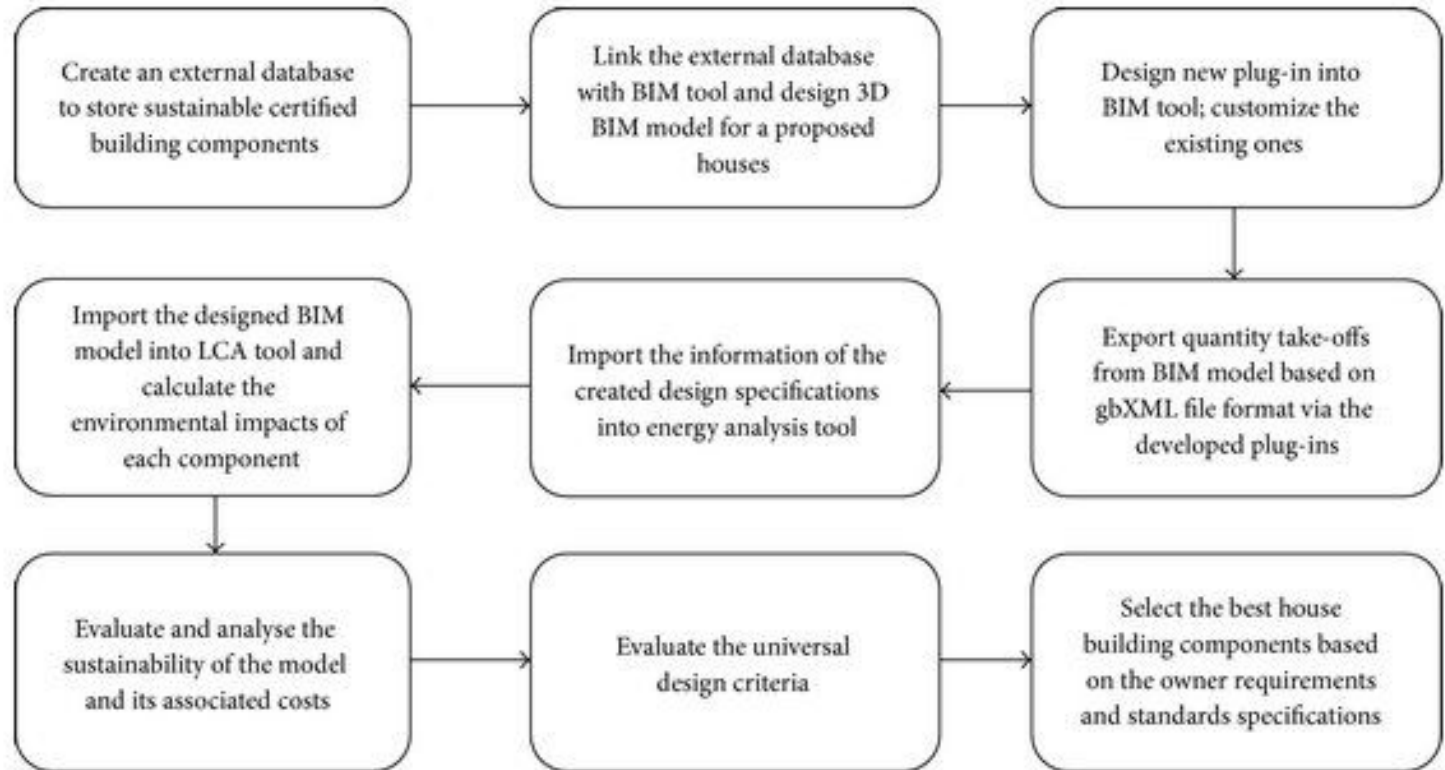 Create an external database
to store sustainable certified
building components
Link the external database
with BIM tool and design 3D
BIM model for a proposed
houses
Design new plug-in into
BIM tool; customize the
existing ones
Export quantity take-offs
from BIM model based on
gbXML file format via the
developed plug-ins
Import the information of the
created design specifications
into energy analysis tool
Import the designed BIM
model into LCA tool and
calculate the
environmental impacts of
each component
Evaluate and analyse the
sustainability of the model
and its associated costs
Evaluate the universal
design criteria
Select the best house
building components based
on the owner requirements
and standards specifications